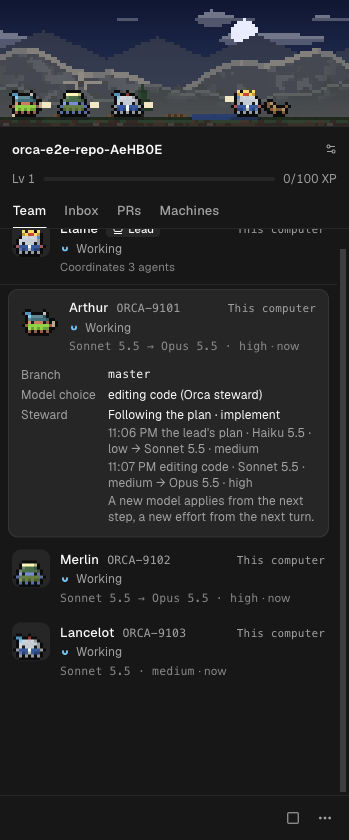 orca-e2e-repo-AeHB0E
Lv 1 0/100 XP
Team Inbox PRs Machines
Elaine Lead This computer
Working
Coordinates 3 agents
Arthur ORCA-9101 This computer
Working
Sonnet 5.5 → Opus 5.5 · high · now
Branch master
Model choice editing code (Orca steward)
Steward Following the plan · implement
11:06 PM the lead's plan · Haiku 5.5 ·
low → Sonnet 5.5 · medium
11:07 PM editing code · Sonnet 5.5 ·
medium → Opus 5.5 · high
A new model applies from the next
step, a new effort from the next turn.
Merlin ORCA-9102 This computer
Working
Sonnet 5.5 → Opus 5.5 · high · now
Lancelot ORCA-9103 This computer
Working
Sonnet 5.5 · medium · now